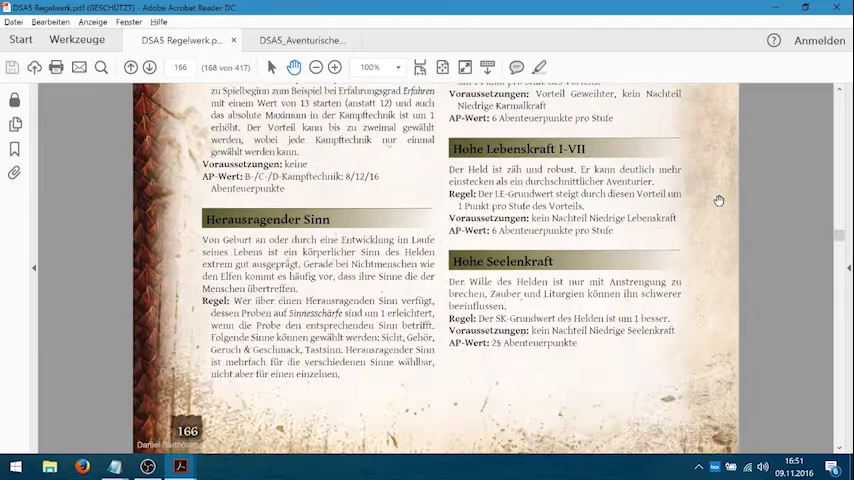 DSA5 Regelwerk.pdf (GESCHÜTZT) - Adobe Acrobat Reader DC
Datei Bearbeiten Anzeige Fenster Hilfe
Start Werkzeuge DSA5 Regelwerk.p... × DSA5_Aventurische... Anmelden
166 (168 von 417) 100%
zu Spielbeginn zum Beispiel bei Erfahrungsgrad Erfahren
mit einem Wert von 13 starten (anstatt 12) und auch
das absolute Maximum in der Kampftechnik ist um 1
erhöht. Der Vorteil kann bis zu zweimal gewählt
werden, wobei jede Kampftechnik nur einmal
gewählt werden kann.
Voraussetzungen: keine
AP-Wert: B-/C-/D-Kampftechnik: 8/12/16
Abenteuerpunkte
Herausragender Sinn
Von Geburt an oder durch eine Entwicklung im Laufe
seines Lebens ist ein körperlicher Sinn des Helden
extrem gut ausgeprägt. Gerade bei Nichtmenschen wie
den Elfen kommt es häufig vor, dass ihre Sinne die der
Menschen übertreffen.
Regel: Wer über einen Herausragenden Sinn verfügt,
dessen Proben auf Sinnesschärfe sind um 1 erleichtert,
wenn die Probe den entsprechenden Sinn betrifft.
Folgende Sinne können gewählt werden: Sicht, Gehör,
Geruch & Geschmack, Tastsinn. Herausragender Sinn
ist mehrfach für die verschiedenen Sinne wählbar,
nicht aber für einen einzelnen.
166
Daniel Bartholomae
Voraussetzungen: Vorteil Geweihter, kein Nachteil
Niedrige Karmalkraft
AP-Wert: 6 Abenteuerpunkte pro Stufe
Hohe Lebenskraft I-VII
Der Held ist zäh und robust. Er kann deutlich mehr
einstecken als ein durchschnittlicher Aventurier.
Regel: Der LE-Grundwert steigt durch diesen Vorteil um
1 Punkt pro Stufe des Vorteils.
Voraussetzungen: kein Nachteil Niedrige Lebenskraft
AP-Wert: 6 Abenteuerpunkte pro Stufe
Hohe Seelenkraft
Der Wille des Helden ist nur mit Anstrengung zu
brechen, Zauber und Liturgien können ihn schwerer
beeinflussen.
Regel: Der SK-Grundwert des Helden ist um 1 besser.
Voraussetzungen: kein Nachteil Niedrige Seelenkraft
AP-Wert: 25 Abenteuerpunkte
16:51
09.11.2016